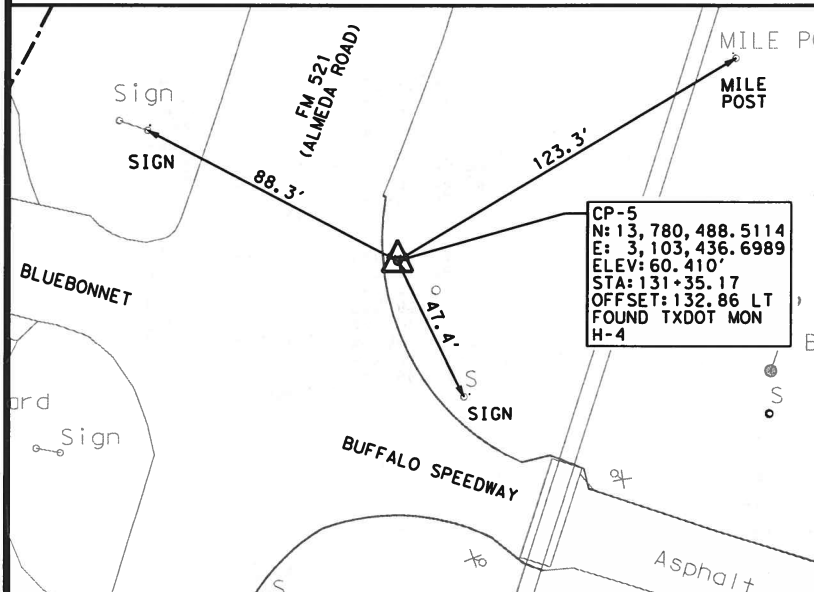 MILE PO
MILE
POST
Sign
SIGN
FM 521
(ALMEDA ROAD)
123.3'
88.3'
CP-5
N: 13,780,488.5114
E: 3,103,436.6989
ELEV: 60.410'
STA: 131+35.17
OFFSET: 132.86 LT
FOUND TXDOT MON
H-4
BLUEBONNET
47.4'
B
S
S
SIGN
ard
Sign
BUFFALO SPEEDWAY
Asphalt
S